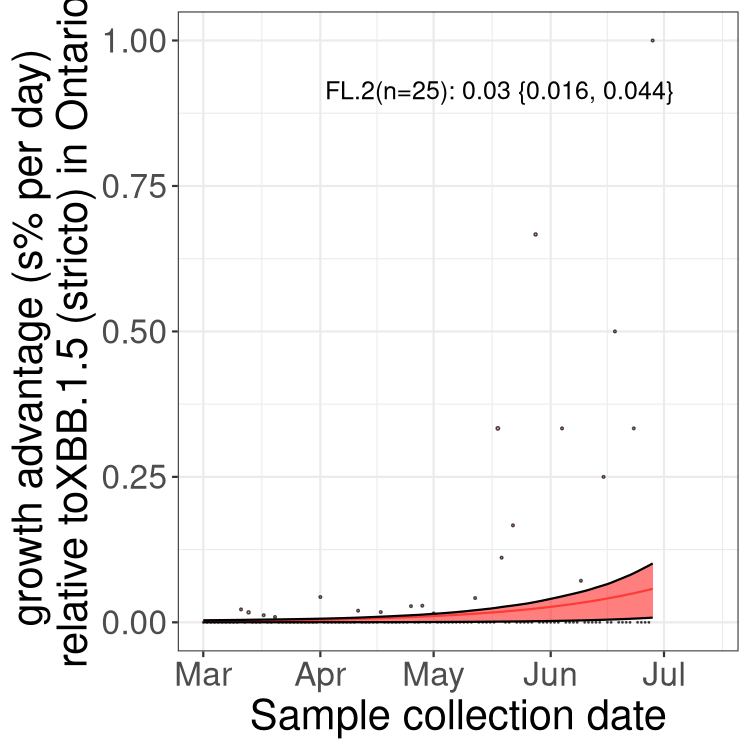 growth advantage (s% per day)
relative toXBB.1.5 (stricto) in Ontario
1.00
0.75
0.50
0.25
0.00
FL.2(n=25): 0.03 {0.016, 0.044}
Mar Apr May Jun Jul
Sample collection date